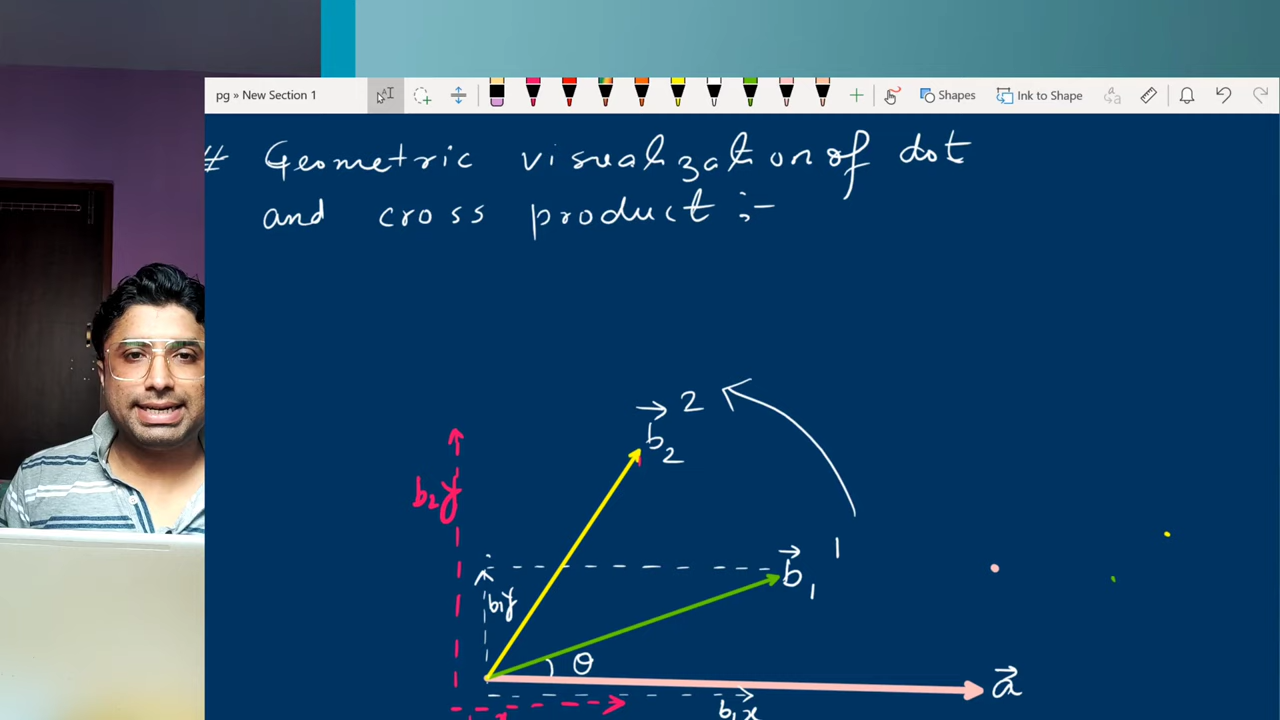 pg » New Section 1
Shapes
Ink to Shape
# Geometric visualization of dot
and cross product :-
2
b₂
b₂y
1
b₁
b₁y
θ
a
b₁x